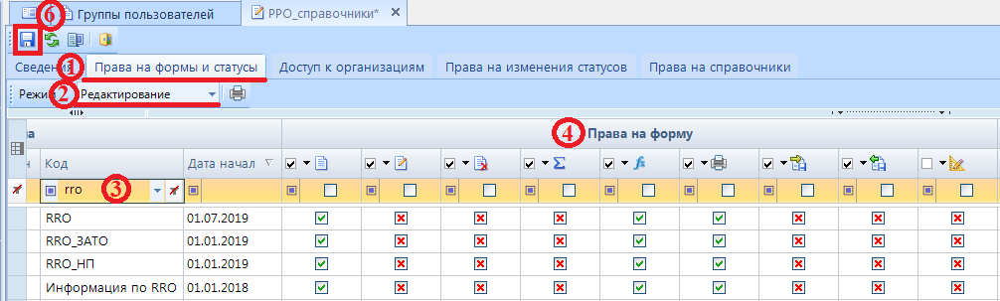 6 Группы пользователей РРО_справочники*
Сведения 1 Права на формы и статусы Доступ к организациям Права на изменения статусов Права на справочники
Режим 2 Редактирование
а 4 Права на форму
н Код Дата начал
rro 3
RRO 01.07.2019
RRO_ЗАТО 01.01.2019
RRO_НП 01.01.2019
Информация по RRO 01.01.2018